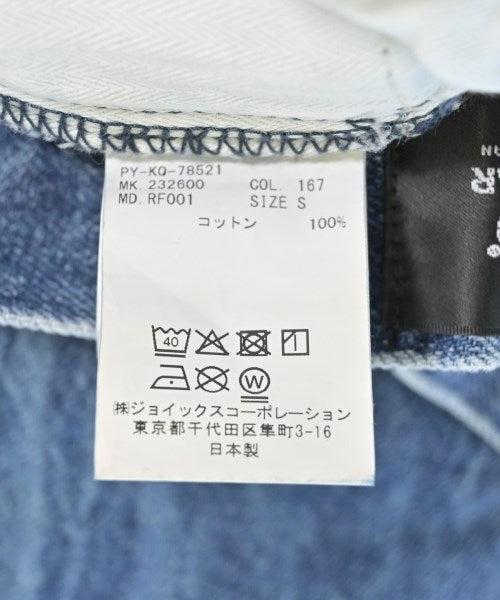 PY-KQ-78521
MK. 232600 COL. 167
MD. RF001 SIZE S
コットン 100%
40
W
㈱ジョイックスコーポレーション
東京都千代田区隼町3-16
日本製